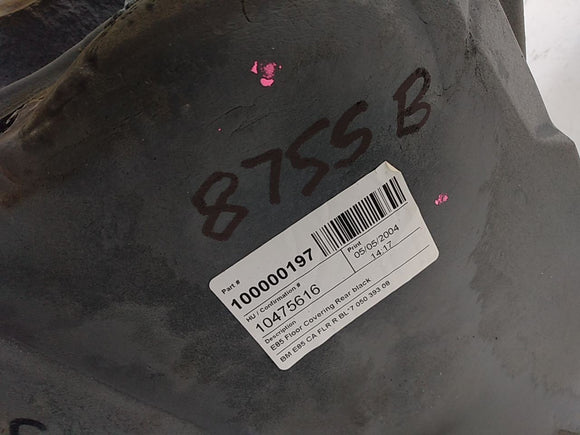 8755 B
Part #
100000197
HU / Confirmation #
10475616
Print
05/05/2004
14.17
Description
E85 Floor Covering Rear black
BM E85 CA FLR R BL*7 050 393 08